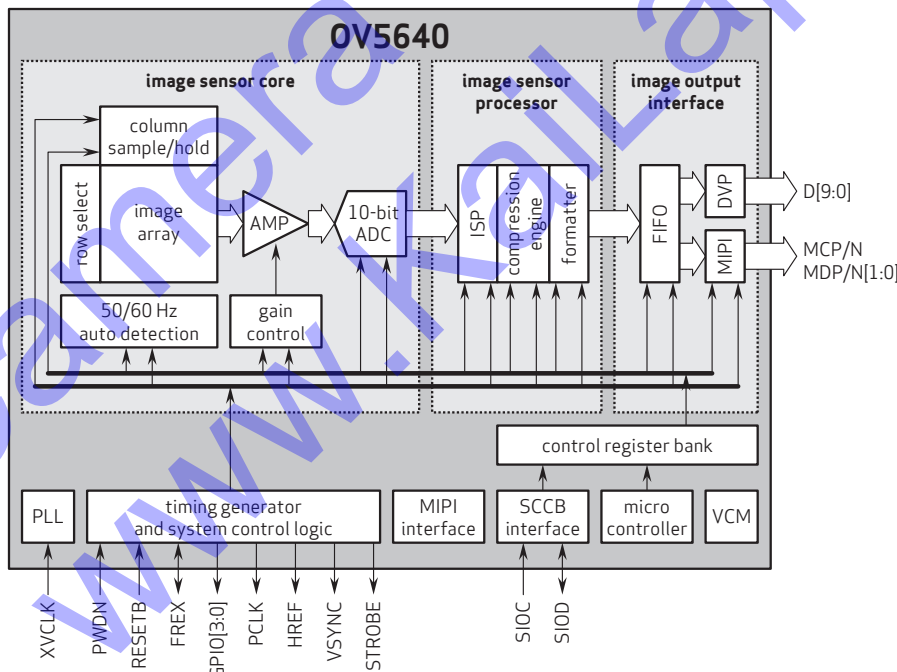 OV5640
image sensor core
image sensor
processor
image output
interface
column
sample/hold
row select
image
array
AMP
10-bit
ADC
ISP
compression
engine
formatter
FIFO
DVP
MIPI
D[9:0]
MCP/N
MDP/N[1:0]
50/60 Hz
auto detection
gain
control
control register bank
PLL
timing generator
and system control logic
MIPI
interface
SCCB
interface
micro
controller
VCM
XVCLK
PWDN
RESETB
FREX
GPIO[3:0]
PCLK
HREF
VSYNC
STROBE
SIOC
SIOD
camera
www.KaiLa